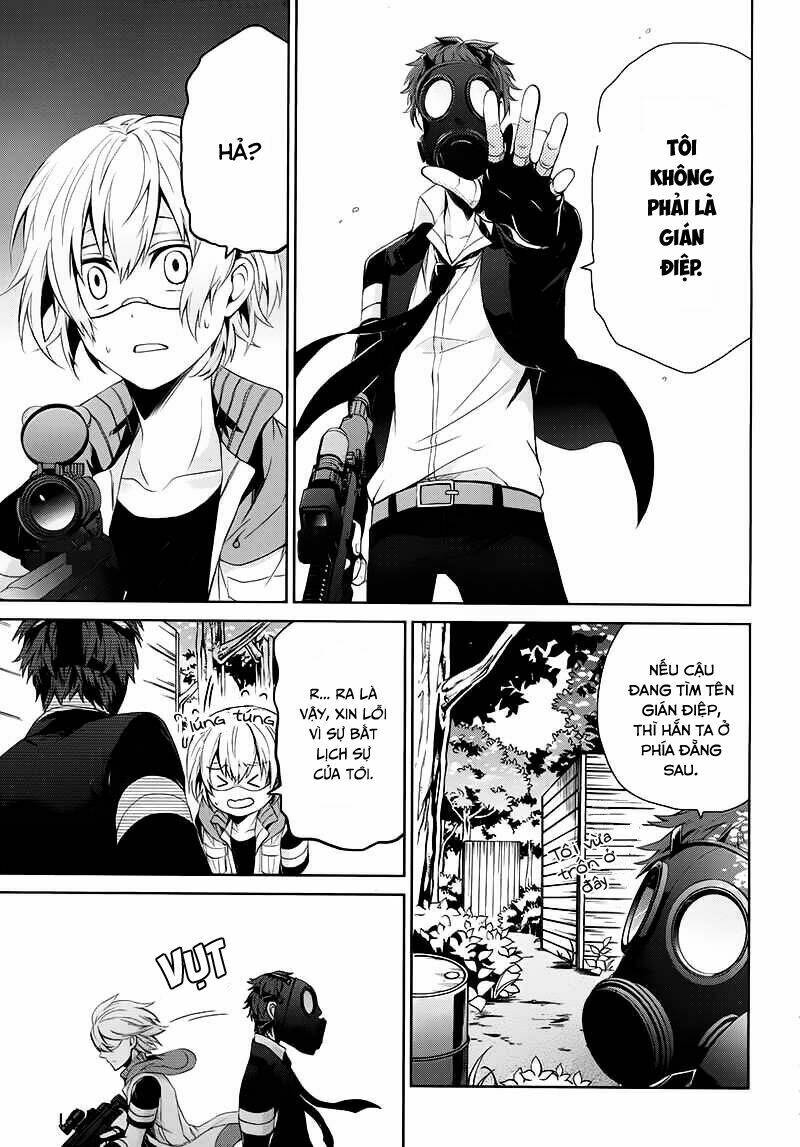 TÔI
KHÔNG
PHẢI LÀ
GIÁN
ĐIỆP.
HẢ?
NẾU CẬU
ĐANG TÌM TÊN
GIÁN ĐIỆP,
THÌ HẮN TA Ở
PHÍA ĐẰNG
SAU.
Tôi vừa
trốn ở
đây
R... RA LÀ
VẬY, XIN LỖI
VÌ SỰ BẤT
LỊCH SỰ
CỦA TÔI.
lúng túng
VỤT